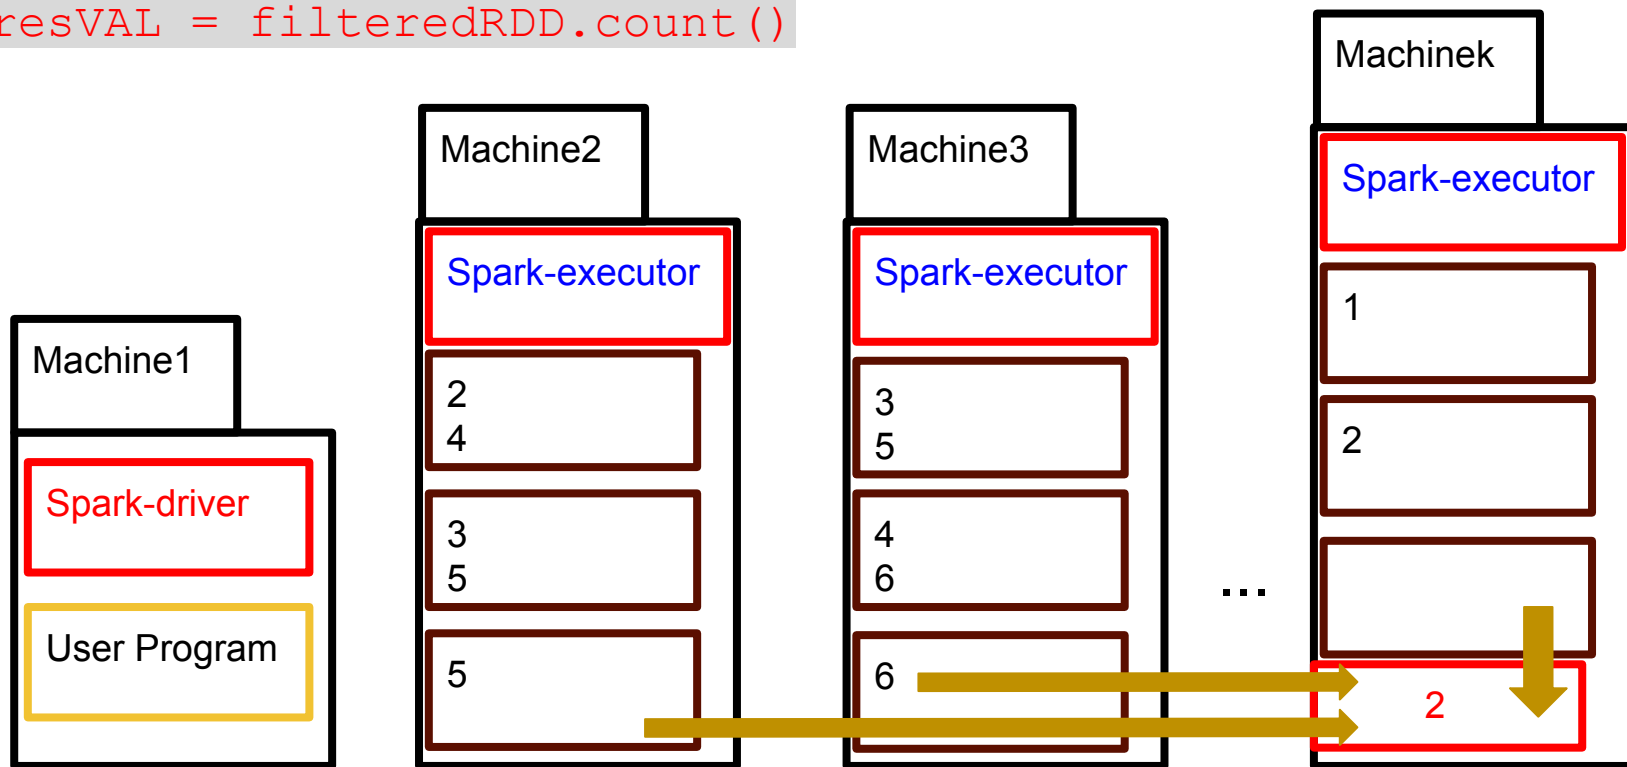 resVAL = filteredRDD.count()
Machine1
Spark-driver
User Program
Machine2
Spark-executor
2
4
3
5
5
Machine3
Spark-executor
3
5
4
6
6
...
Machinek
Spark-executor
1
2
2